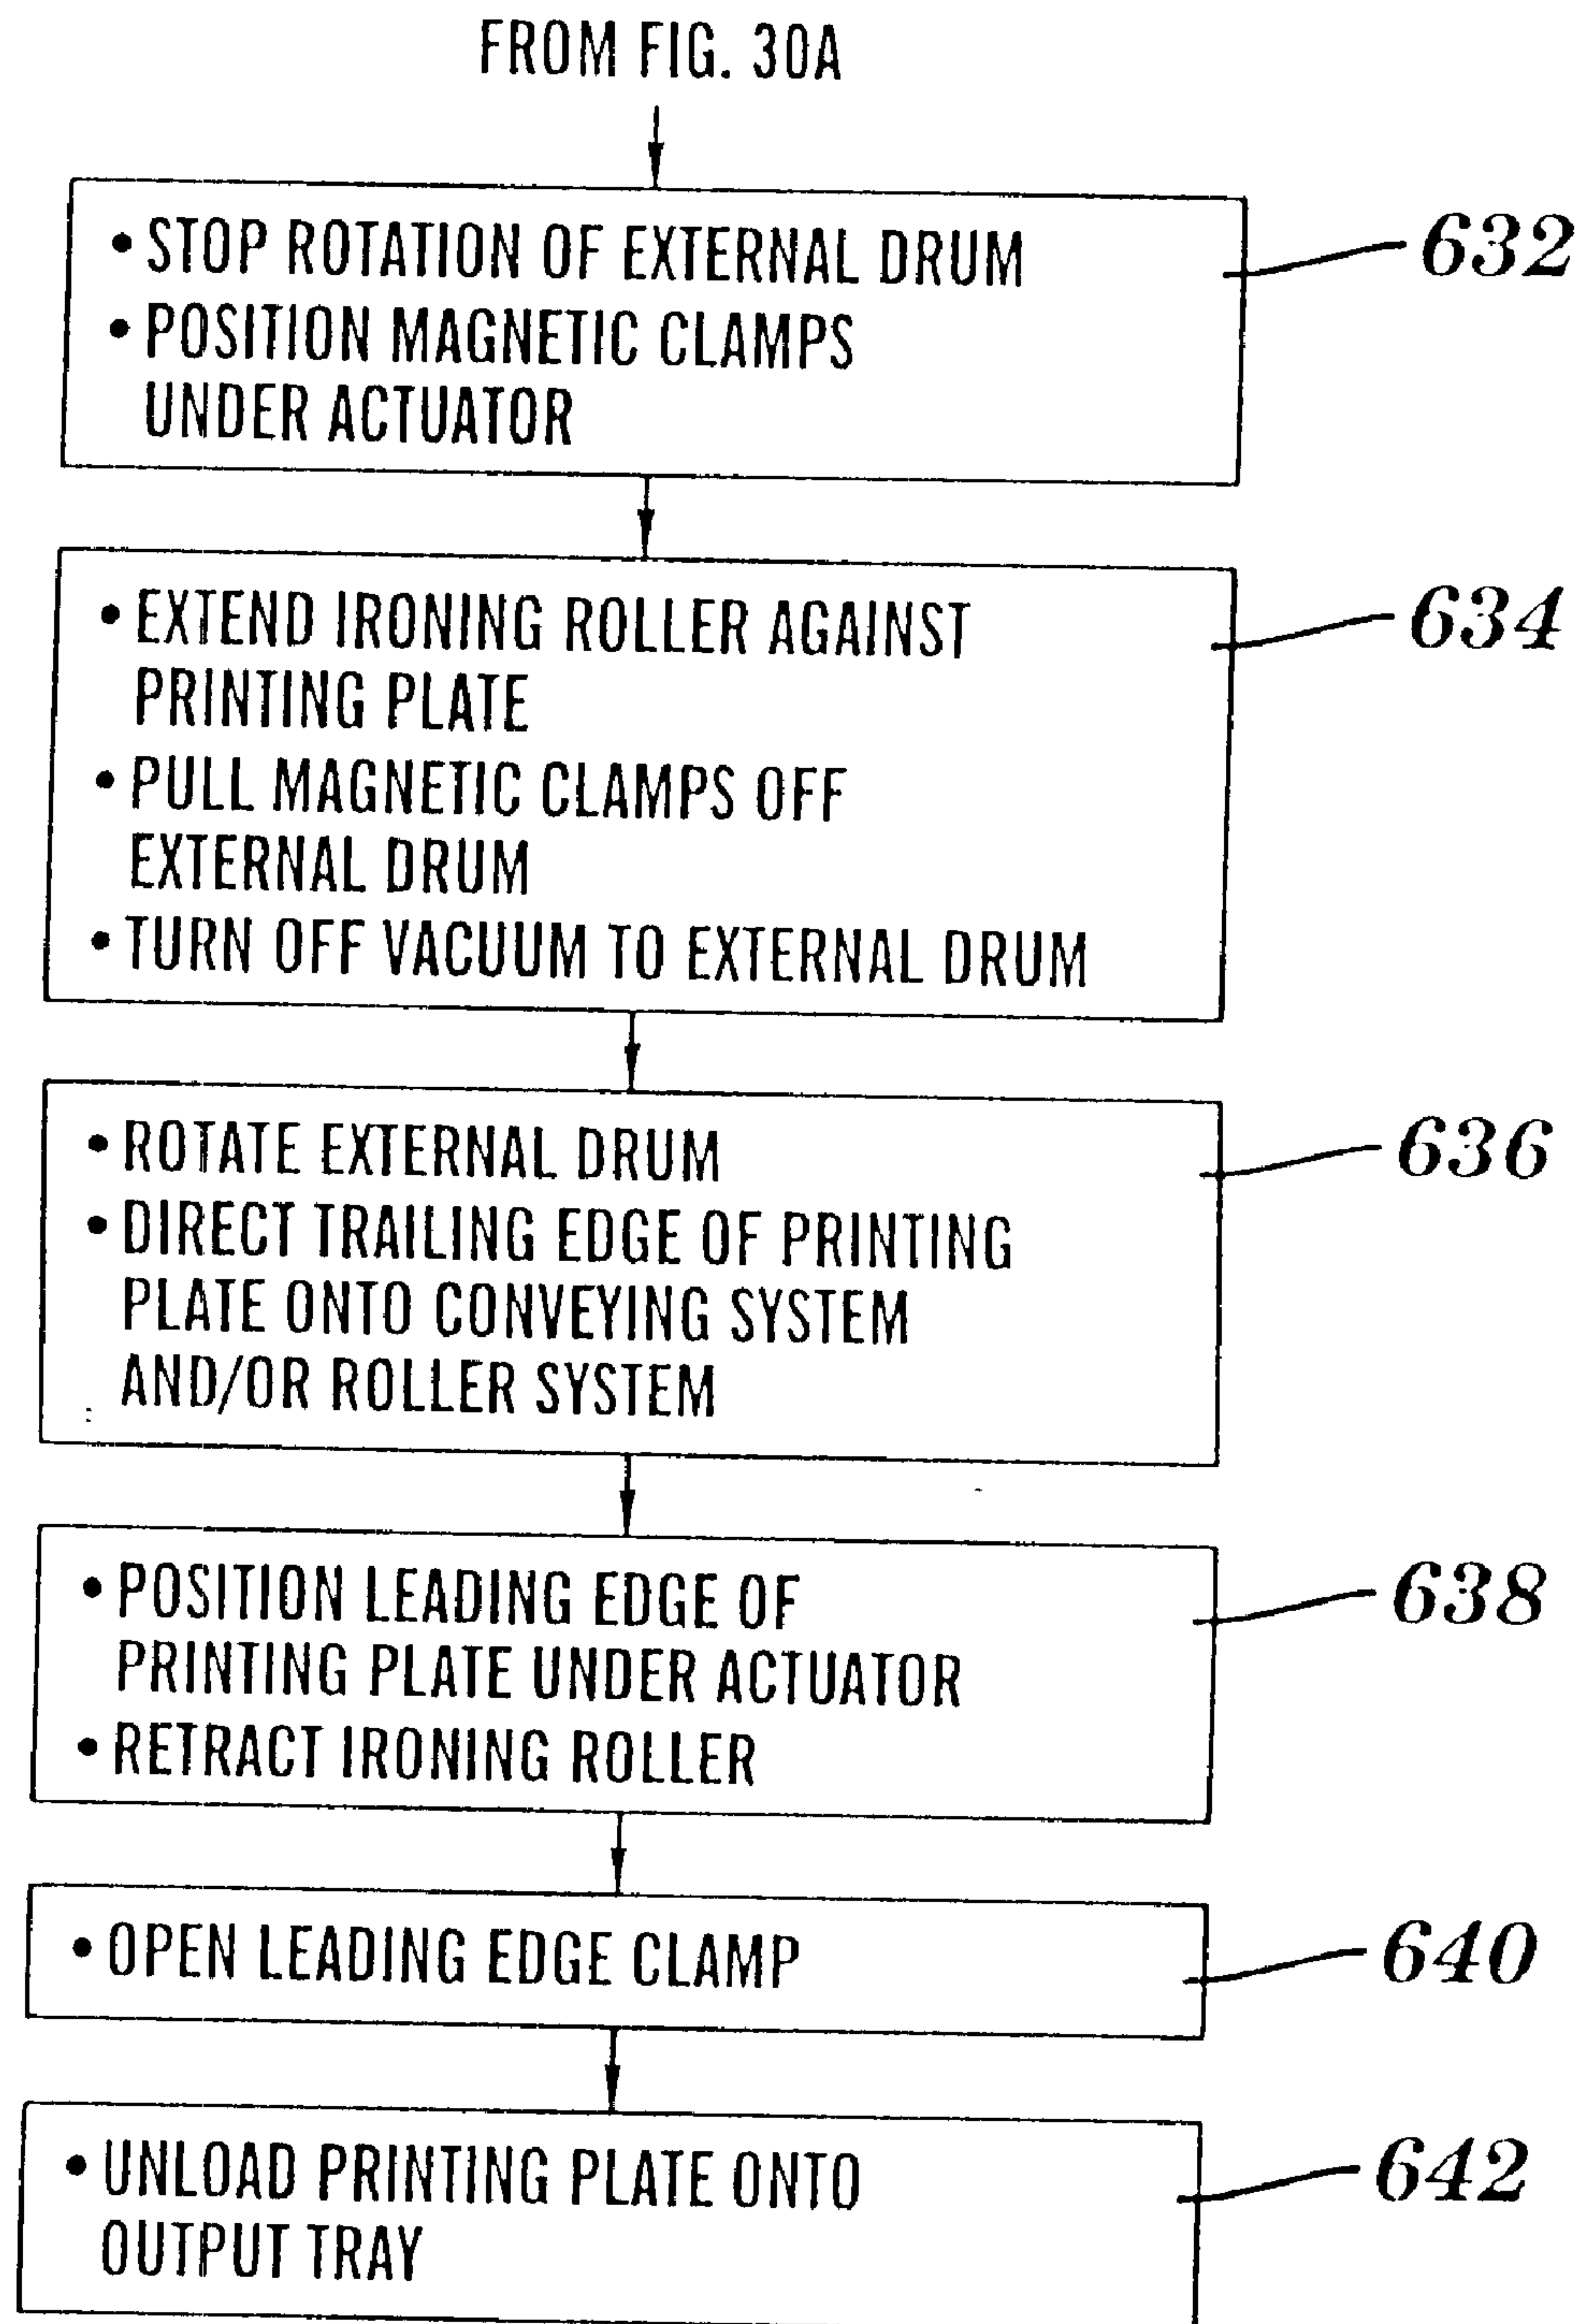 FROM FIG. 30A
• STOP ROTATION OF EXTERNAL DRUM
• POSITION MAGNETIC CLAMPS
UNDER ACTUATOR
632
• EXTEND IRONING ROLLER AGAINST
PRINTING PLATE
• PULL MAGNETIC CLAMPS OFF
EXTERNAL DRUM
• TURN OFF VACUUM TO EXTERNAL DRUM
634
• ROTATE EXTERNAL DRUM
• DIRECT TRAILING EDGE OF PRINTING
PLATE ONTO CONVEYING SYSTEM
AND/OR ROLLER SYSTEM
636
• POSITION LEADING EDGE OF
PRINTING PLATE UNDER ACTUATOR
• RETRACT IRONING ROLLER
638
• OPEN LEADING EDGE CLAMP
640
• UNLOAD PRINTING PLATE ONTO
OUTPUT TRAY
642